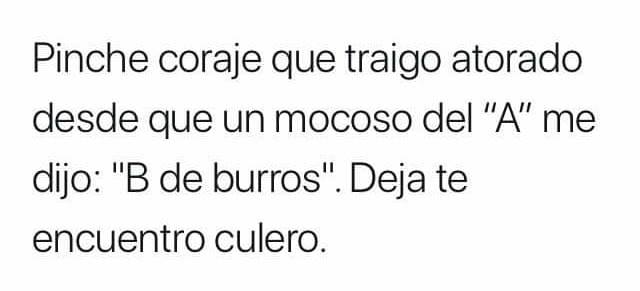 Pinche coraje que traigo atorado
desde que un mocoso del “A” me
dijo: "B de burros". Deja te
encuentro culero.